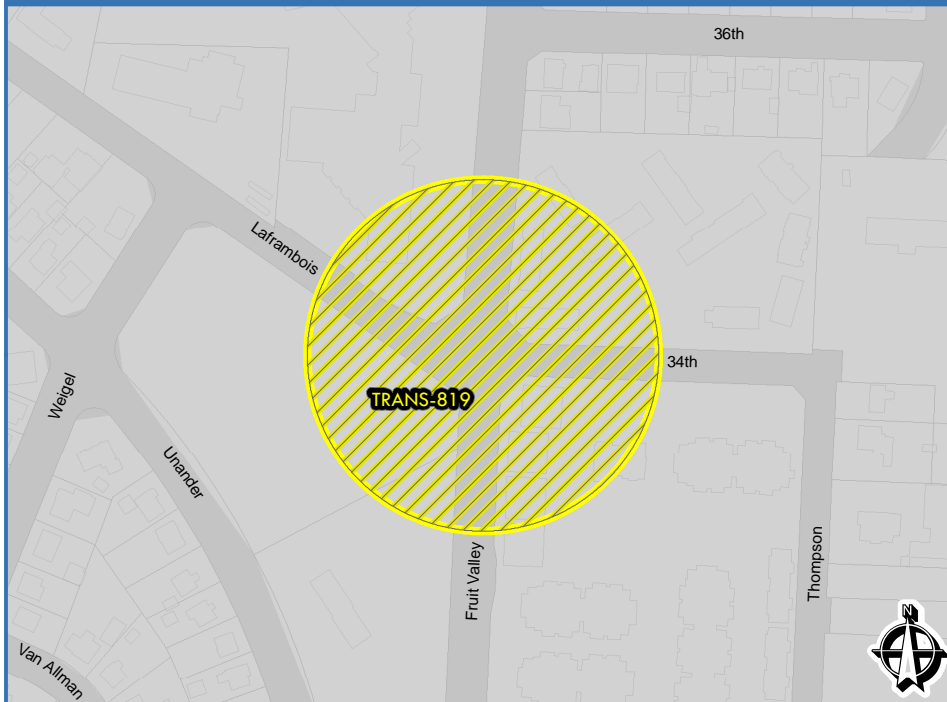 36th
Laframbois
34th
TRANS-819
Weigel
Unander
Fruit Valley
Thompson
N
Van Allman